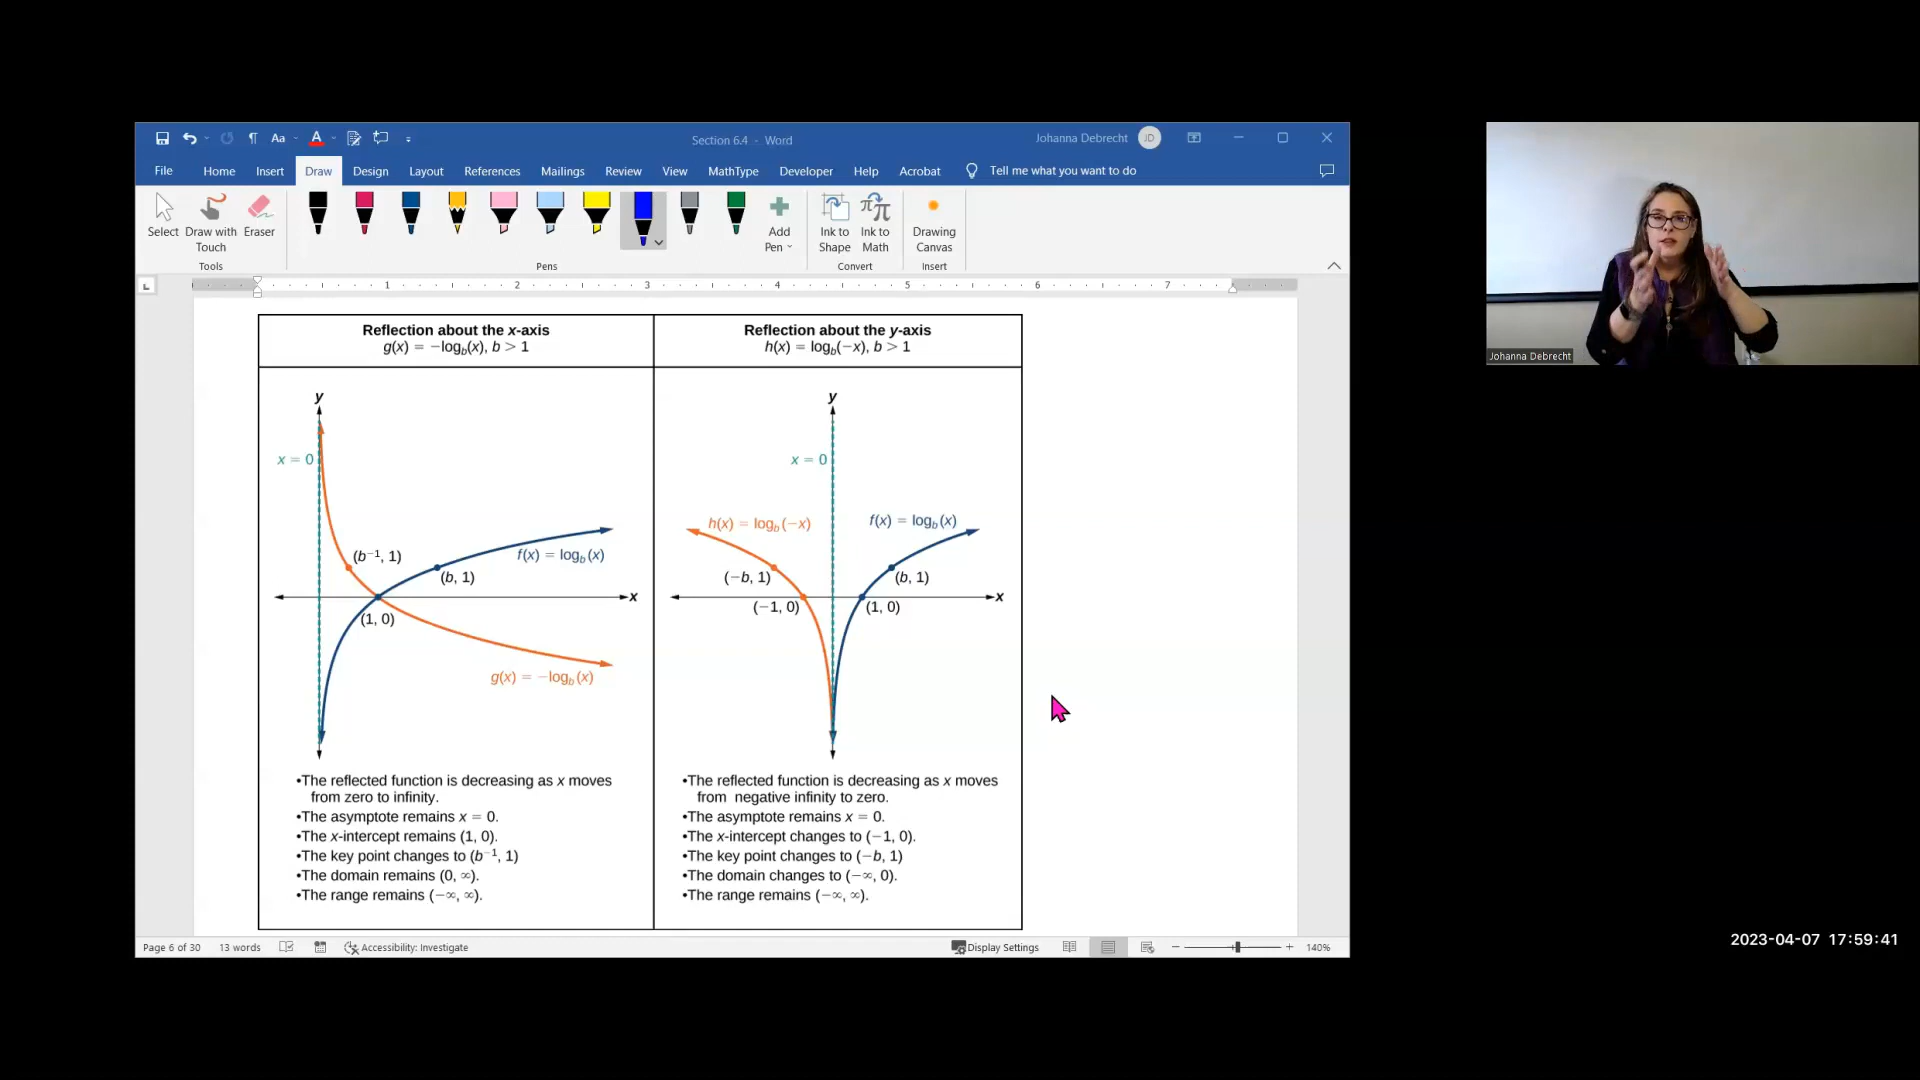 Section 6.4 - Word
Johanna Debrecht JD
File Home Insert Draw Design Layout References Mailings Review View MathType Developer Help Acrobat Tell me what you want to do
Select
Draw with Touch
Eraser
Add Pen
Ink to Shape
Ink to Math
Drawing Canvas
Tools
Pens
Convert
Insert
1 2 3 4 5 6 7
Reflection about the x-axis
g(x) = −log_b(x), b > 1
y
x = 0
(b⁻¹, 1)
f(x) = log_b(x)
(b, 1)
x
(1, 0)
g(x) = −log_b(x)
•The reflected function is decreasing as x moves
from zero to infinity.
•The asymptote remains x = 0.
•The x-intercept remains (1, 0).
•The key point changes to (b⁻¹, 1)
•The domain remains (0, ∞).
•The range remains (−∞, ∞).
Reflection about the y-axis
h(x) = log_b(−x), b > 1
y
x = 0
h(x) = log_b(−x)
f(x) = log_b(x)
(−b, 1)
(b, 1)
x
(−1, 0)
(1, 0)
•The reflected function is decreasing as x moves
from negative infinity to zero.
•The asymptote remains x = 0.
•The x-intercept changes to (−1, 0).
•The key point changes to (−b, 1)
•The domain changes to (−∞, 0).
•The range remains (−∞, ∞).
Page 6 of 30 13 words Accessibility: Investigate Display Settings 140%
Johanna Debrecht
2023-04-07 17:59:41